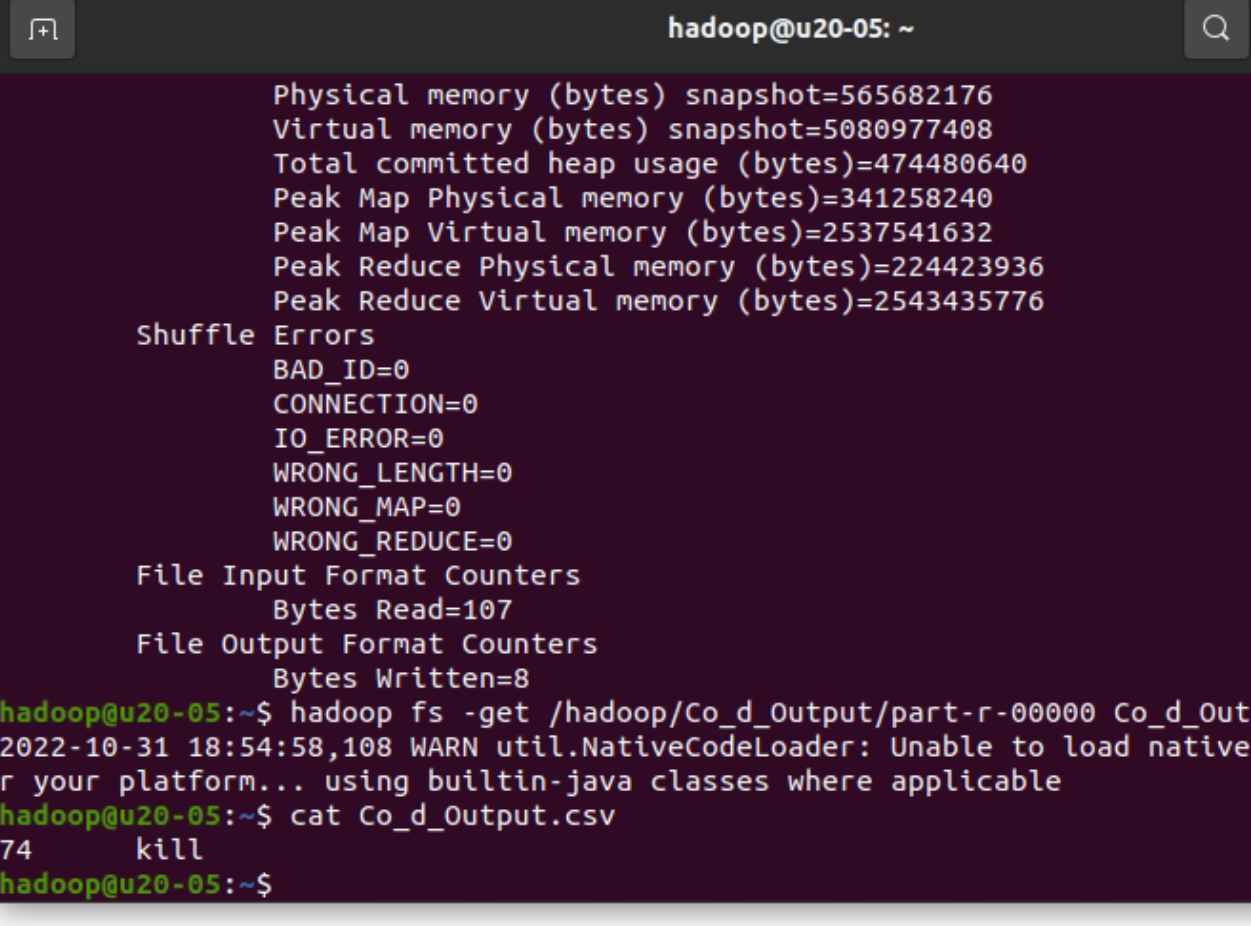 hadoop@u20-05: ~
Physical memory (bytes) snapshot=565682176
Virtual memory (bytes) snapshot=5080977408
Total committed heap usage (bytes)=474480640
Peak Map Physical memory (bytes)=341258240
Peak Map Virtual memory (bytes)=2537541632
Peak Reduce Physical memory (bytes)=224423936
Peak Reduce Virtual memory (bytes)=2543435776
Shuffle Errors
BAD_ID=0
CONNECTION=0
IO_ERROR=0
WRONG_LENGTH=0
WRONG_MAP=0
WRONG_REDUCE=0
File Input Format Counters
Bytes Read=107
File Output Format Counters
Bytes Written=8
hadoop@u20-05:~$ hadoop fs -get /hadoop/Co_d_Output/part-r-00000 Co_d_Out
2022-10-31 18:54:58,108 WARN util.NativeCodeLoader: Unable to load native
r your platform... using builtin-java classes where applicable
hadoop@u20-05:~$ cat Co_d_Output.csv
74 kill
hadoop@u20-05:~$